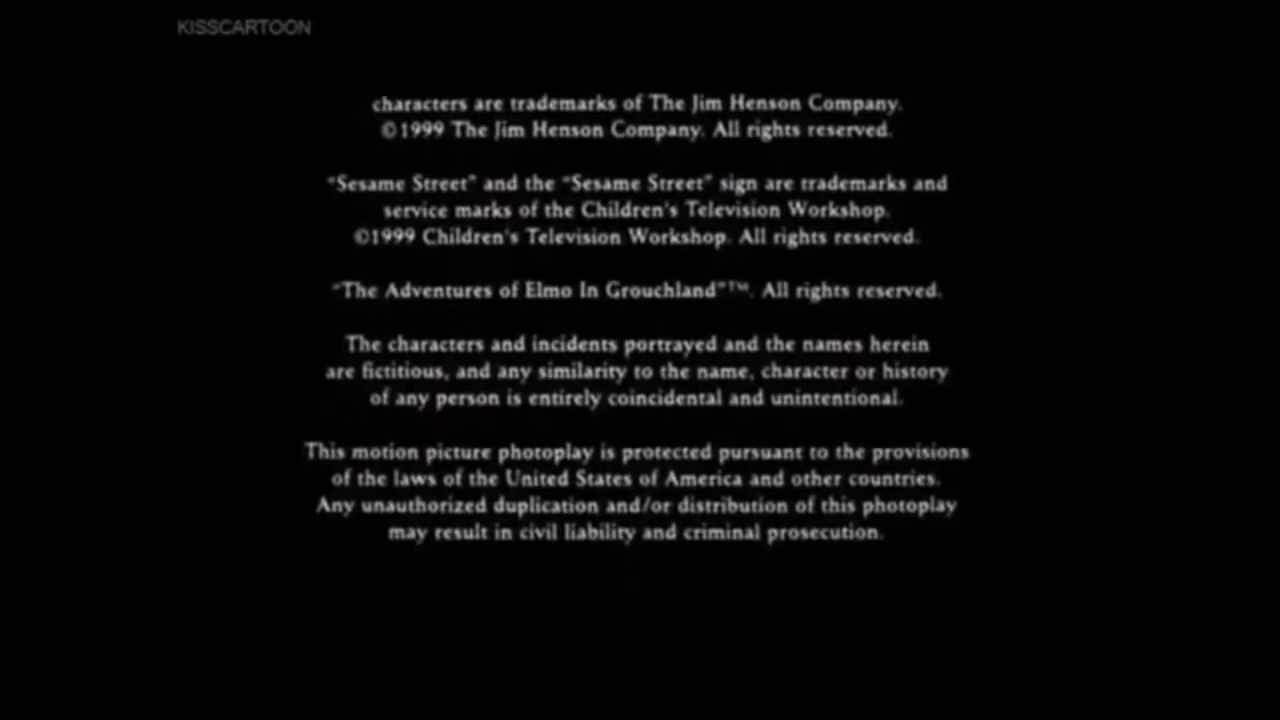 KISSCARTOON
characters are trademarks of The Jim Henson Company.
©1999 The Jim Henson Company. All rights reserved.
"Sesame Street" and the "Sesame Street" sign are trademarks and
service marks of the Children's Television Workshop.
©1999 Children's Television Workshop. All rights reserved.
"The Adventures of Elmo In Grouchland"™. All rights reserved.
The characters and incidents portrayed and the names herein
are fictitious, and any similarity to the name, character or history
of any person is entirely coincidental and unintentional.
This motion picture photoplay is protected pursuant to the provisions
of the laws of the United States of America and other countries.
Any unauthorized duplication and/or distribution of this photoplay
may result in civil liability and criminal prosecution.